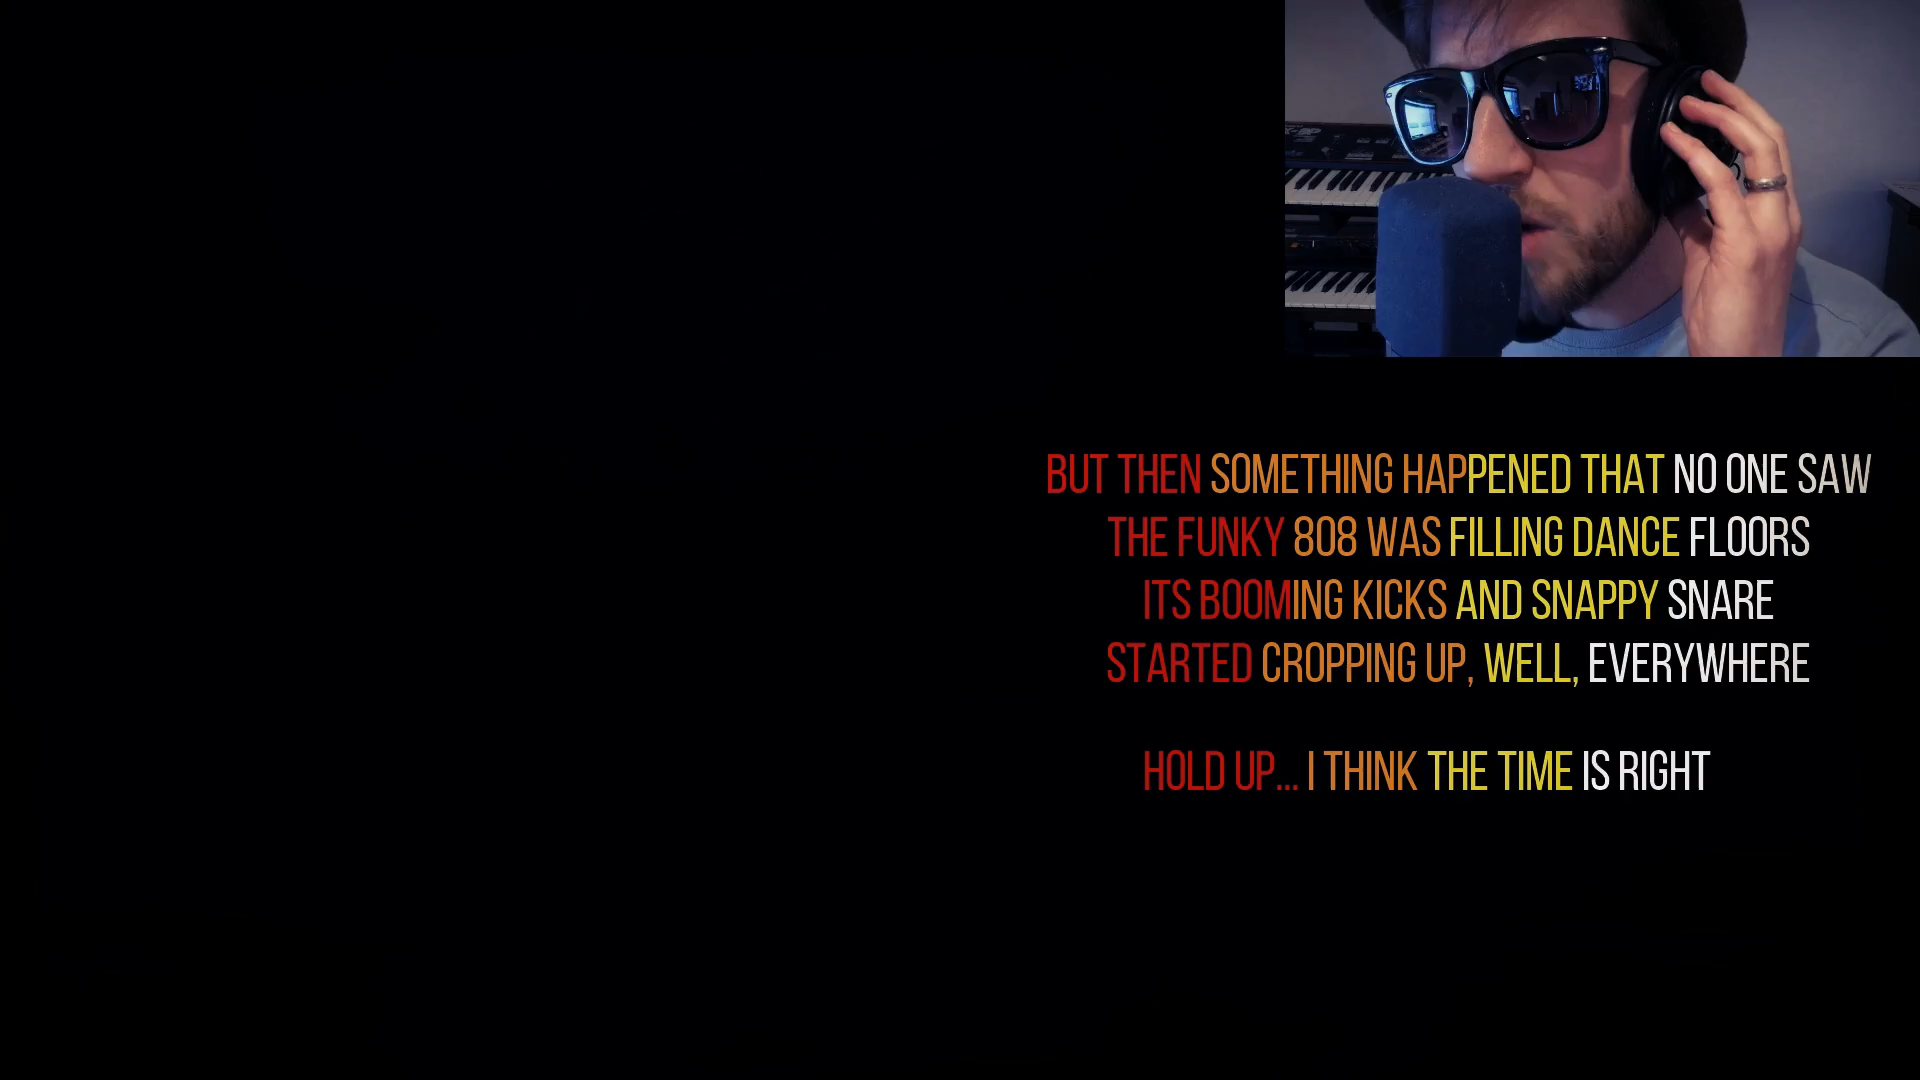 BUT THEN SOMETHING HAPPENED THAT NO ONE SAW
THE FUNKY 808 WAS FILLING DANCE FLOORS
ITS BOOMING KICKS AND SNAPPY SNARE
STARTED CROPPING UP, WELL, EVERYWHERE
HOLD UP... I THINK THE TIME IS RIGHT